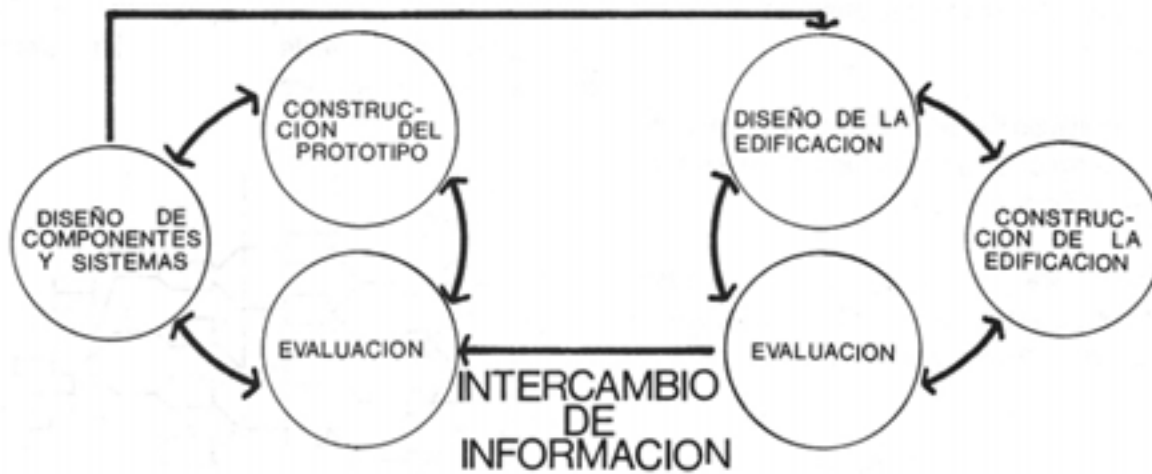 CONSTRUC-
CIÓN DEL
PROTOTIPO
DISEÑO DE
COMPONENTES
Y SISTEMAS
EVALUACION
DISEÑO DE LA
EDIFICACION
CONSTRUC-
CION DE LA
EDIFICACION
EVALUACION
INTERCAMBIO
DE
INFORMACION